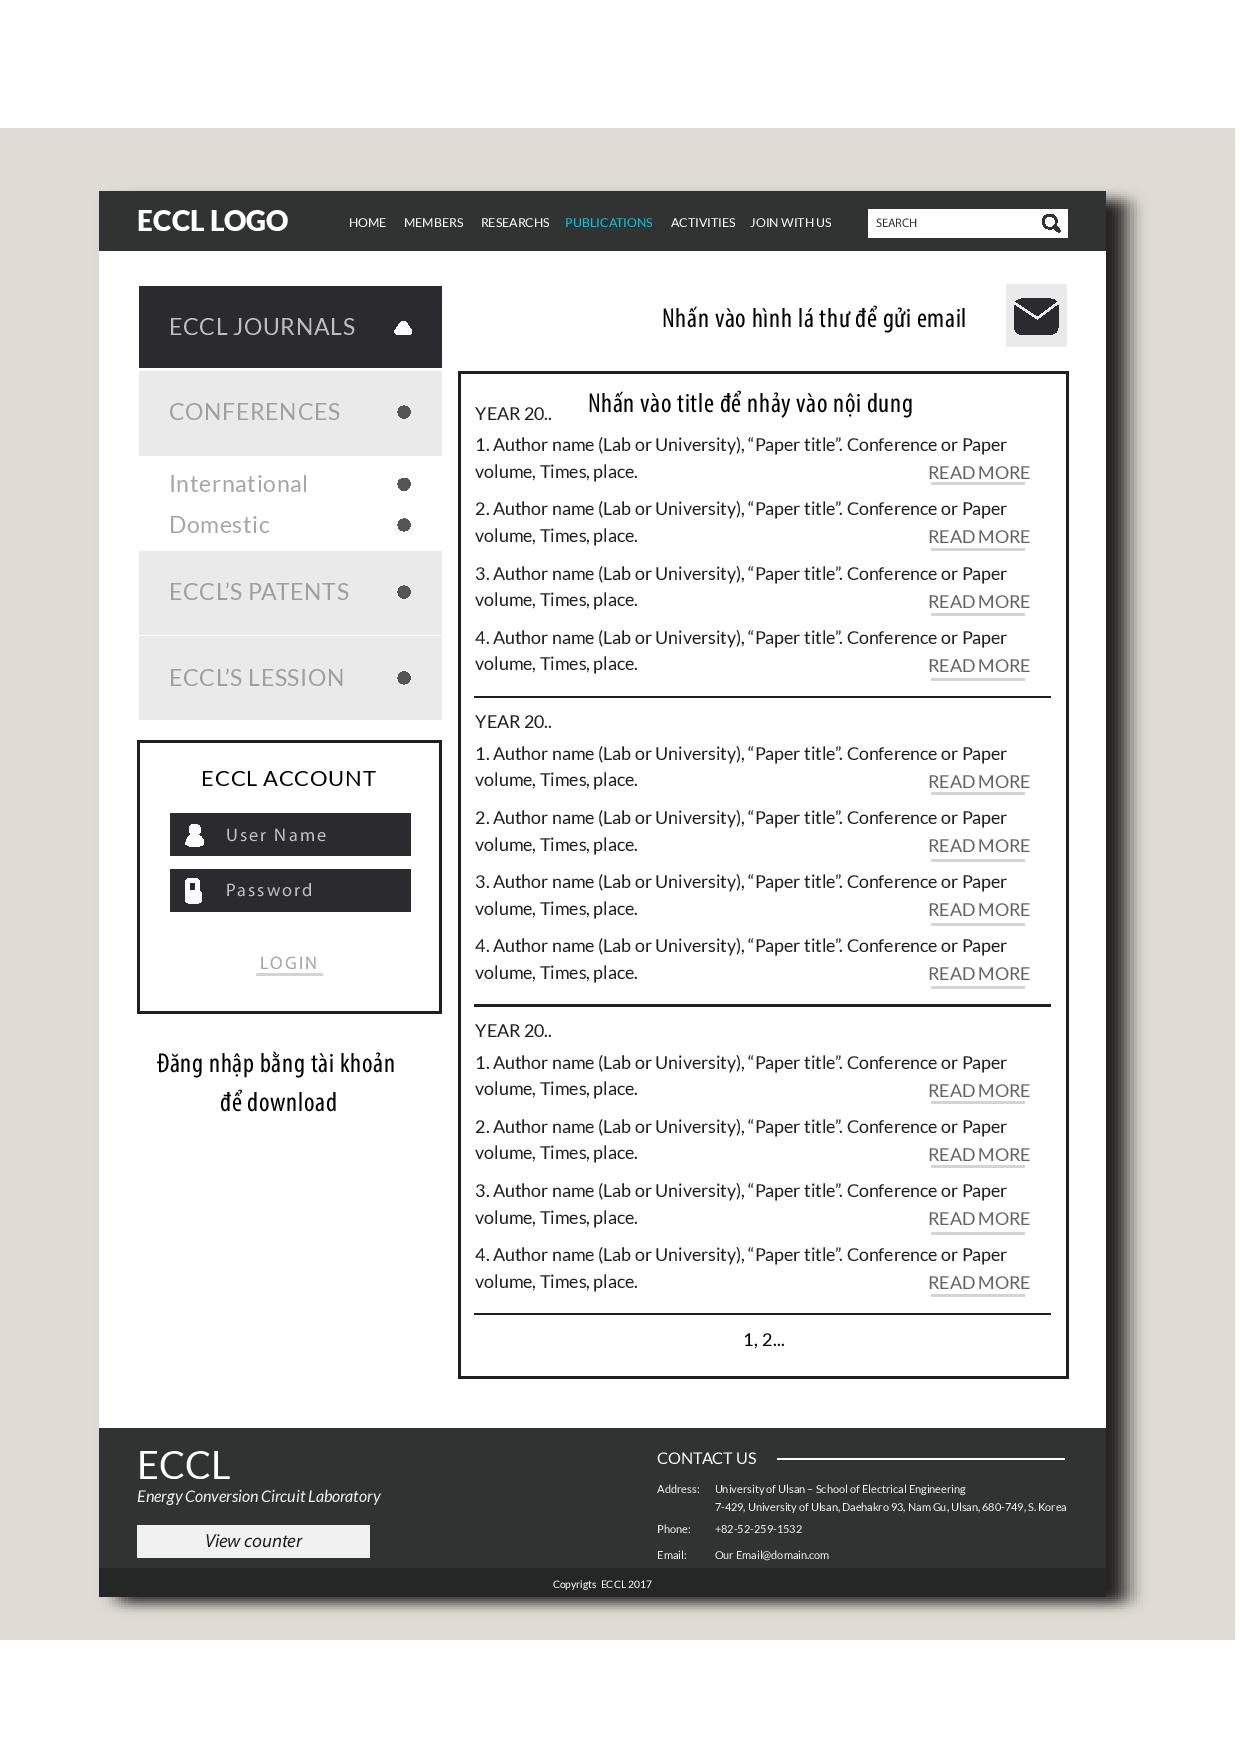 ECCL LOGO
HOME MEMBERS RESEARCHS PUBLICATIONS ACTIVITIES JOIN WITH US
SEARCH
ECCL JOURNALS
CONFERENCES
International
Domestic
ECCL'S PATENTS
ECCL'S LESSION
ECCL ACCOUNT
User Name
Password
LOGIN
Đăng nhập bằng tài khoản
để download
Nhấn vào hình lá thư để gửi email
Nhấn vào title để nhảy vào nội dung
YEAR 20..
1. Author name (Lab or University), “Paper title”. Conference or Paper
volume, Times, place. READ MORE
2. Author name (Lab or University), “Paper title”. Conference or Paper
volume, Times, place. READ MORE
3. Author name (Lab or University), “Paper title”. Conference or Paper
volume, Times, place. READ MORE
4. Author name (Lab or University), “Paper title”. Conference or Paper
volume, Times, place. READ MORE
YEAR 20..
1. Author name (Lab or University), “Paper title”. Conference or Paper
volume, Times, place. READ MORE
2. Author name (Lab or University), “Paper title”. Conference or Paper
volume, Times, place. READ MORE
3. Author name (Lab or University), “Paper title”. Conference or Paper
volume, Times, place. READ MORE
4. Author name (Lab or University), “Paper title”. Conference or Paper
volume, Times, place. READ MORE
YEAR 20..
1. Author name (Lab or University), “Paper title”. Conference or Paper
volume, Times, place. READ MORE
2. Author name (Lab or University), “Paper title”. Conference or Paper
volume, Times, place. READ MORE
3. Author name (Lab or University), “Paper title”. Conference or Paper
volume, Times, place. READ MORE
4. Author name (Lab or University), “Paper title”. Conference or Paper
volume, Times, place. READ MORE
1, 2...
ECCL
Energy Conversion Circuit Laboratory
View counter
CONTACT US
Address: University of Ulsan – School of Electrical Engineering
7-429, University of Ulsan, Daehakro 93, Nam Gu, Ulsan, 680-749, S. Korea
Phone: +82-52-259-1532
Email: Our Email@domain.com
Copyrigts ECCL 2017